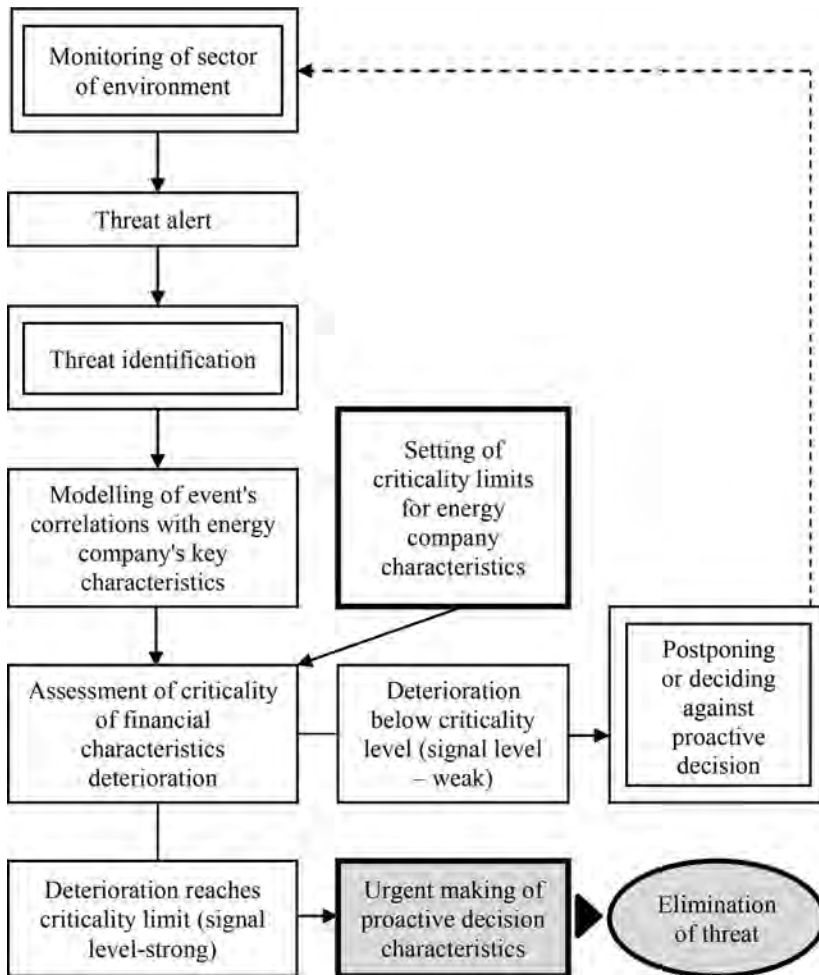 Monitoring of sector
of environment
Threat alert
Threat identification
Setting of
criticality limits
for energy
company
characteristics
Modelling of event's
correlations with energy
company's key
characteristics
Assessment of criticality
of financial
characteristics
deterioration
Deterioration
below criticality
level (signal level
– weak)
Postponing
or deciding
against
proactive
decision
Deterioration reaches
criticality limit (signal
level-strong)
Urgent making of
proactive decision
characteristics
Elimination
of threat